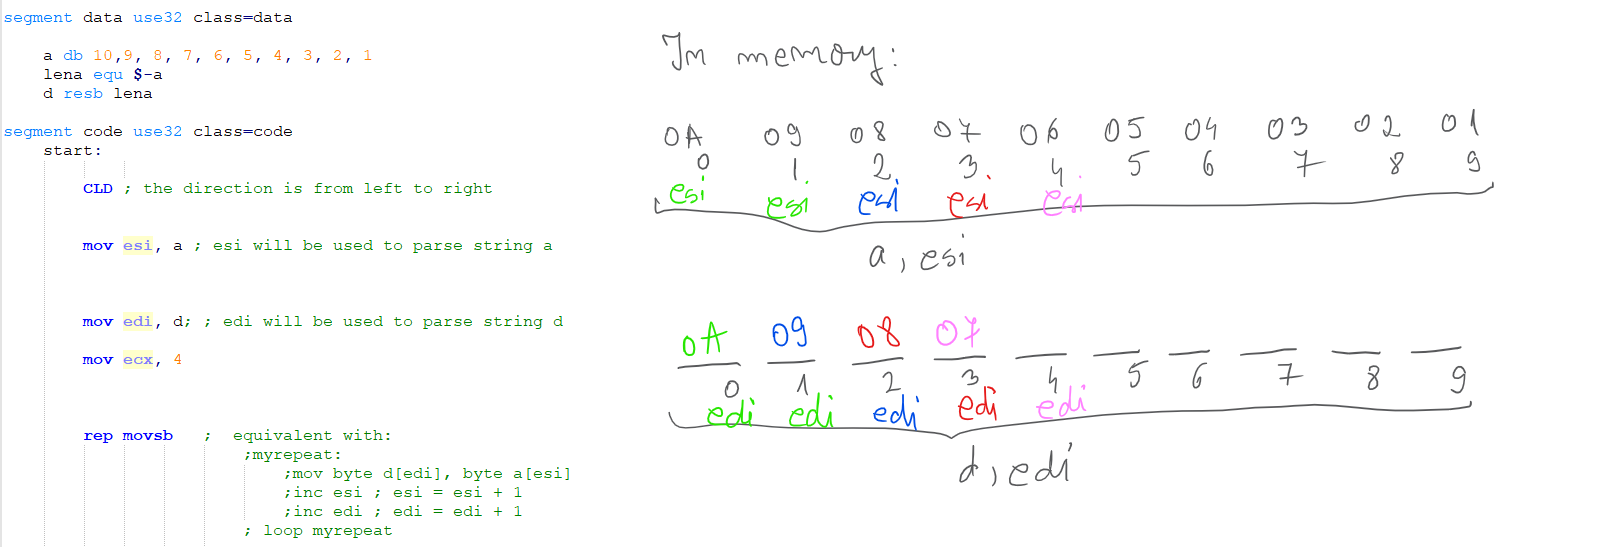 segment data use32 class=data
a db 10,9, 8, 7, 6, 5, 4, 3, 2, 1
lena equ $-a
d resb lena
segment code use32 class=code
start:
CLD ; the direction is from left to right
mov esi, a ; esi will be used to parse string a
mov edi, d; ; edi will be used to parse string d
mov ecx, 4
rep movsb ; equivalent with:
;myrepeat:
;mov byte d[edi], byte a[esi]
;inc esi ; esi = esi + 1
;inc edi ; edi = edi + 1
; loop myrepeat
In memory:
0A 09 08 07 06 05 04 03 02 01
0 1 2 3 4 5 6 7 8 9
esi esi esi esi esi
a, esi
0A 09 08 07
0 1 2 3 4 5 6 7 8 9
edi edi edi edi edi
d, edi